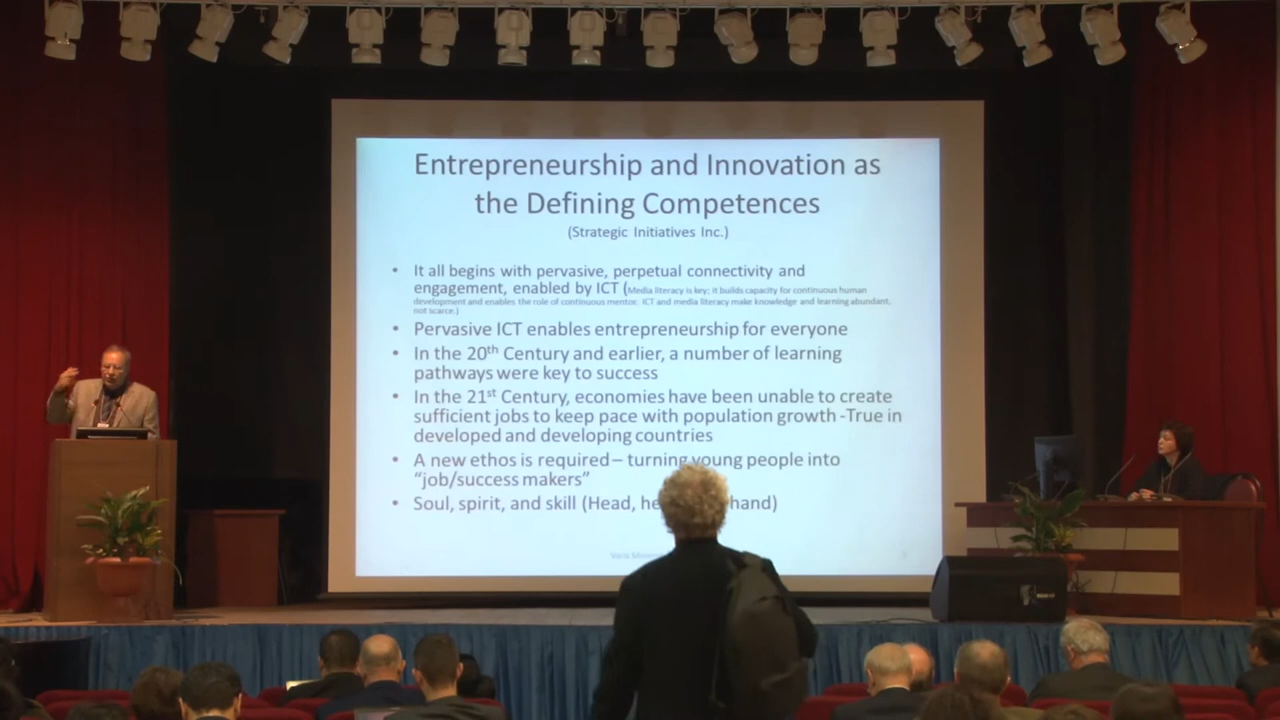 Entrepreneurship and Innovation as
the Defining Competences
(Strategic Initiatives Inc.)
• It all begins with pervasive, perpetual connectivity and
engagement, enabled by ICT (Media literacy is key; it builds capacity for continuous human
development and enables the role of continuous mentor. ICT and media literacy make knowledge and learning abundant,
not scarce.)
• Pervasive ICT enables entrepreneurship for everyone
• In the 20th Century and earlier, a number of learning
pathways were key to success
• In the 21st Century, economies have been unable to create
sufficient jobs to keep pace with population growth -True in
developed and developing countries
• A new ethos is required – turning young people into
"job/success makers"
• Soul, spirit, and skill (Head, hand)